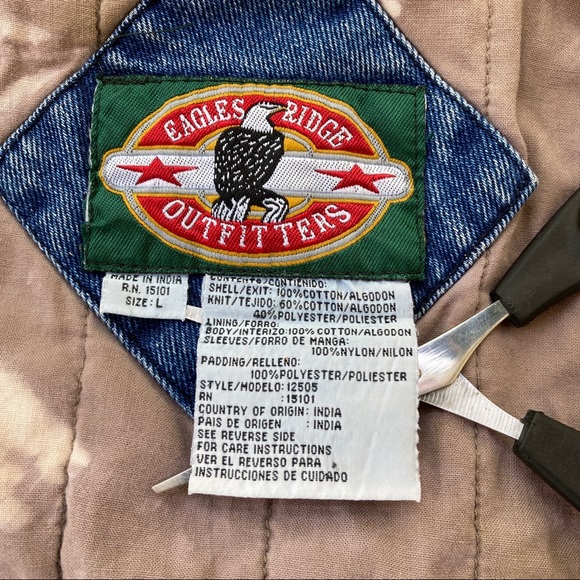 EAGLES RIDGE
OUTFITTERS
MADE IN INDIA
R.N. 15101
SIZE: L
CONTENTS/CONTENIDO:
SHELL/EXIT: 100%COTTON/ALGODON
KNIT/TEJIDO: 60%COTTON/ALGODON
40%POLYESTER/POLIESTER
LINING/FORRO:
BODY/INTERIZO:100% COTTON/ALGODON
SLEEVES/FORRO DE MANGA:
100%NYLON/NILON
PADDING/RELLENO:
100%POLYESTER/POLIESTER
STYLE/MODELO: 12505
RN : 15101
COUNTRY OF ORIGIN : INDIA
PAIS DE ORIGEN : INDIA
SEE REVERSE SIDE
FOR CARE INSTRUCTIONS
VER EL REVERSO PARA
INSTRUCCIONES DE CUIDADO